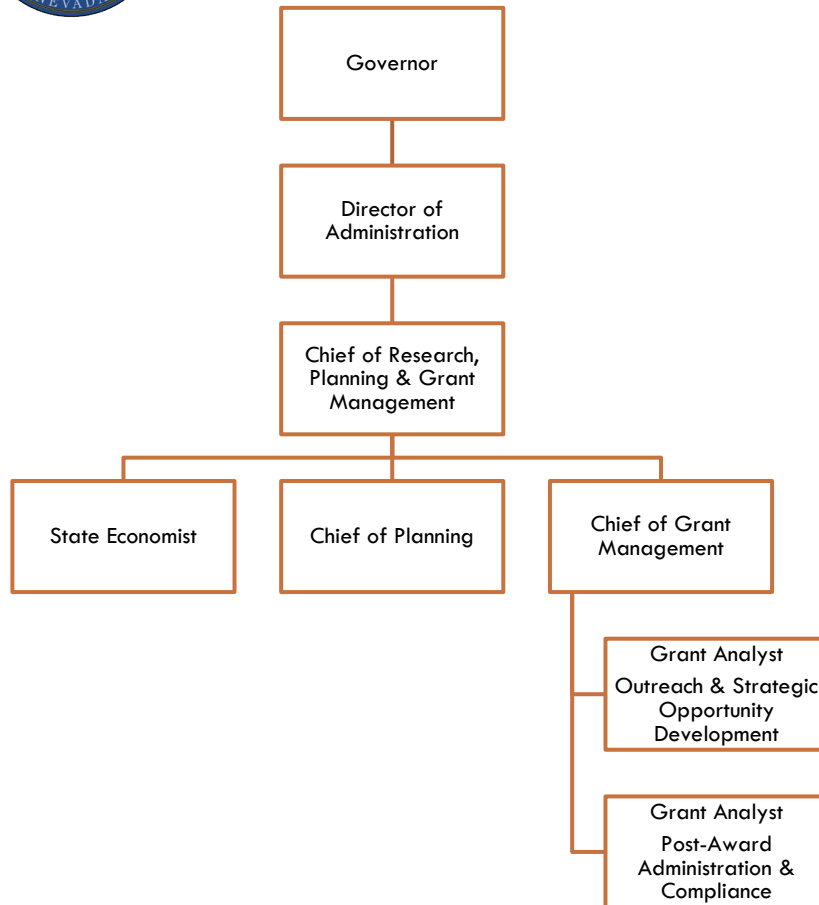 NEVADA
Governor
Director of
Administration
Chief of Research,
Planning & Grant
Management
State Economist
Chief of Planning
Chief of Grant
Management
Grant Analyst
Outreach & Strategic
Opportunity
Development
Grant Analyst
Post-Award
Administration &
Compliance